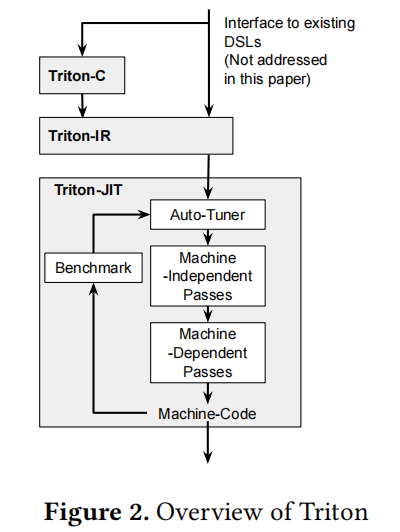 Interface to existing
DSLs
(Not addressed
in this paper)
Triton-C
Triton-IR
Triton-JIT
Auto-Tuner
Benchmark
Machine
-Independent
Passes
Machine
-Dependent
Passes
Machine-Code
Figure 2. Overview of Triton